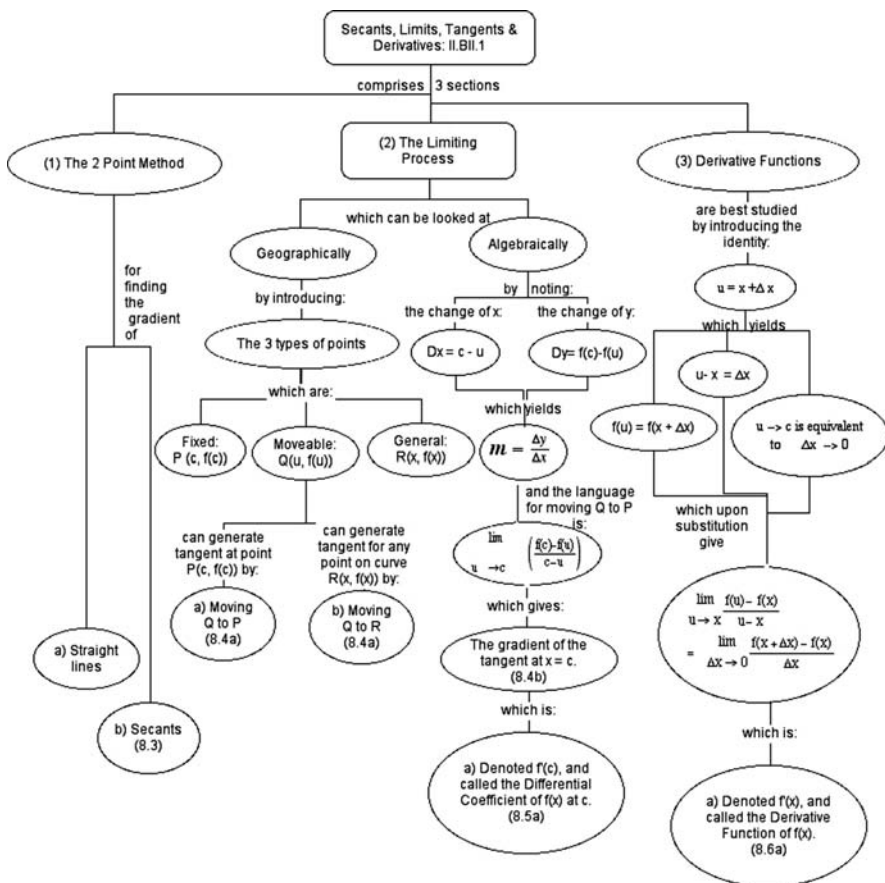 Secants, Limits, Tangents &
Derivatives: II.BII.1
comprises 3 sections
(1) The 2 Point Method
(2) The Limiting
Process
(3) Derivative Functions
for
finding
the
gradient
of
a) Straight
lines
b) Secants
(8.3)
which can be looked at
Geographically
by introducing:
The 3 types of points
which are:
Fixed:
P (c, f(c))
Moveable:
Q(u, f(u))
General:
R(x, f(x))
can generate
tangent at point
P(c, f(c)) by:
a) Moving
Q to P
(8.4a)
can generate
tangent for any
point on curve
R(x, f(x)) by:
b) Moving
Q to R
(8.4a)
Algebraically
by noting:
the change of x:
Dx = c - u
the change of y:
Dy= f(c)-f(u)
which yields
m = Δy/Δx
and the language
for moving Q to P
is:
lim u →c (f(c)-f(u)/c-u)
which gives:
The gradient of the
tangent at x = c.
(8.4b)
which is:
a) Denoted f'(c), and
called the Differential
Coefficient of f(x) at c.
(8.5a)
are best studied
by introducing the
identity:
u = x +Δ x
which yields
f(u) = f(x + Δx)
u- x = Δx
u → c is equivalent
to Δx → 0
which upon
substitution
give
lim u → x f(u) - f(x)/u- x
= lim Δx → 0 f(x + Δx) - f(x)/Δx
which is:
a) Denoted f'(x), and
called the Derivative
Function of f(x).
(8.6a)